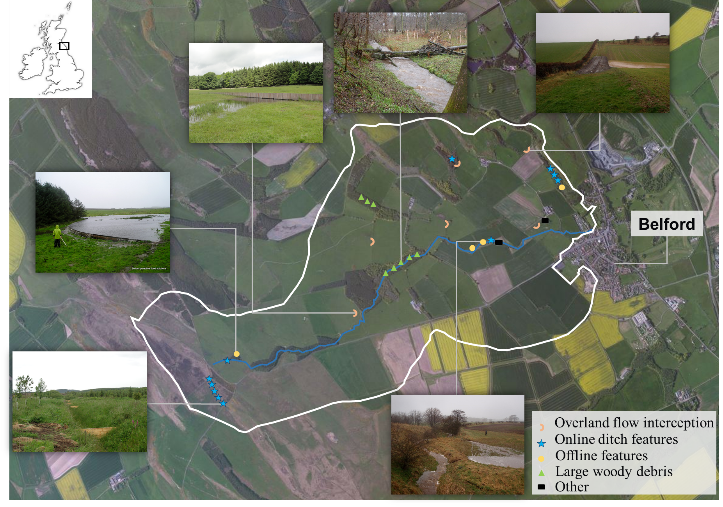 Belford
Overland flow interception
Online ditch features
Offline features
Large woody debris
Other